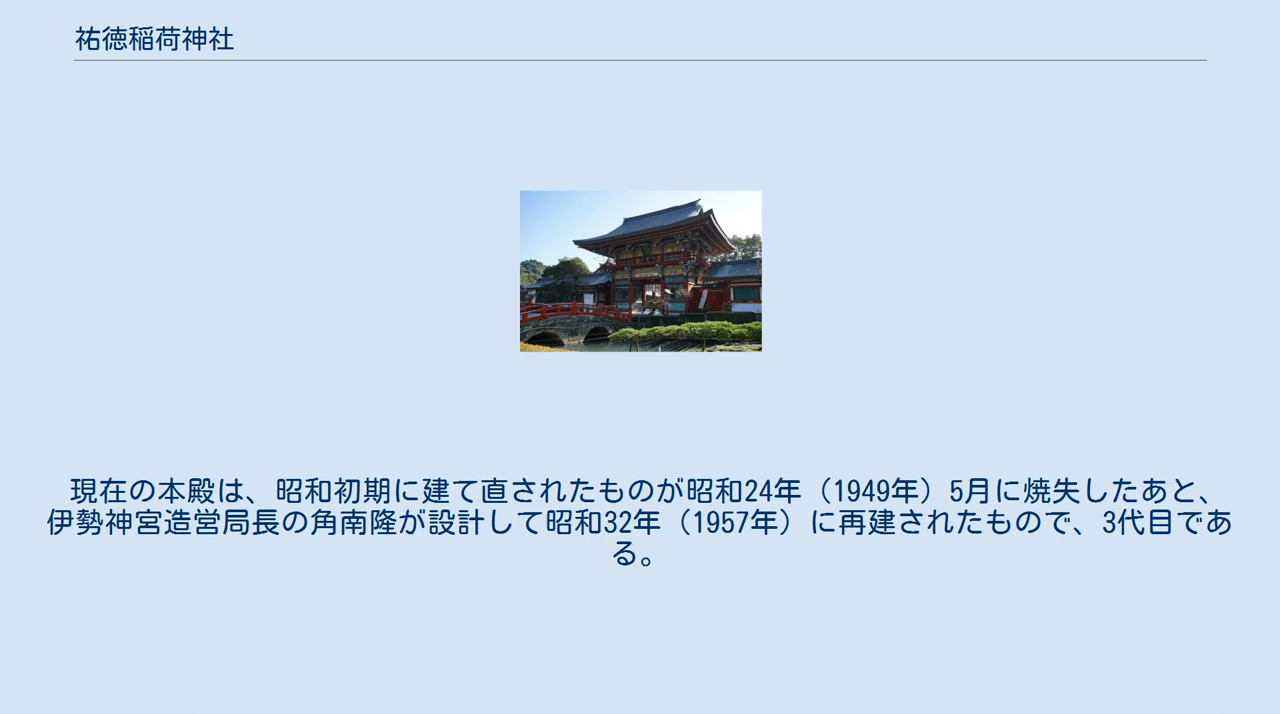 祐徳稲荷神社
現在の本殿は、昭和初期に建て直されたものが昭和24年（1949年）5月に焼失したあと、
伊勢神宮造営局長の角南隆が設計して昭和32年（1957年）に再建されたもので、3代目であ
る。